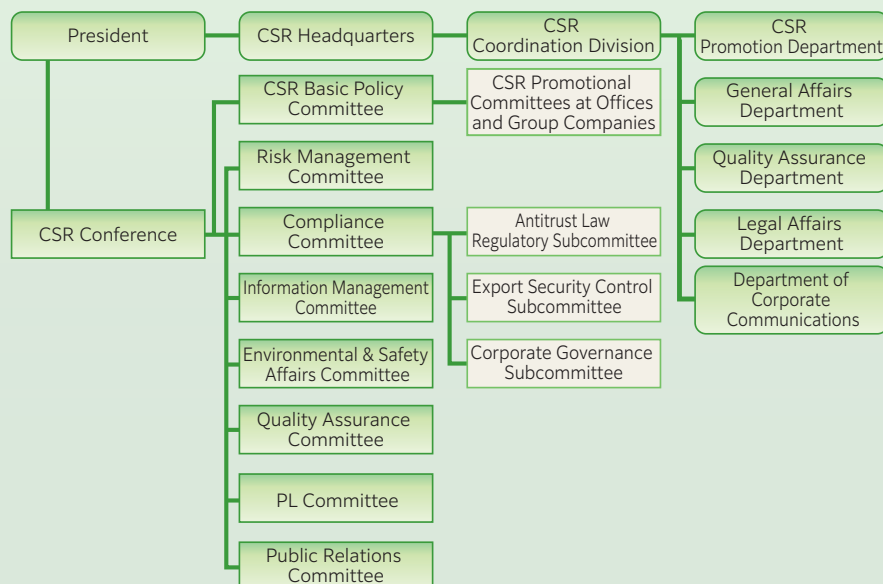 President
CSR Headquarters
CSR
Coordination Division
CSR
Promotion Department
CSR Basic Policy
Committee
CSR Promotional
Committees at Offices
and Group Companies
General Affairs
Department
Risk Management
Committee
Quality Assurance
Department
CSR Conference
Compliance
Committee
Antitrust Law
Regulatory Subcommittee
Legal Affairs
Department
Information Management
Committee
Export Security Control
Subcommittee
Department of
Corporate
Communications
Environmental & Safety
Affairs Committee
Corporate Governance
Subcommittee
Quality Assurance
Committee
PL Committee
Public Relations
Committee